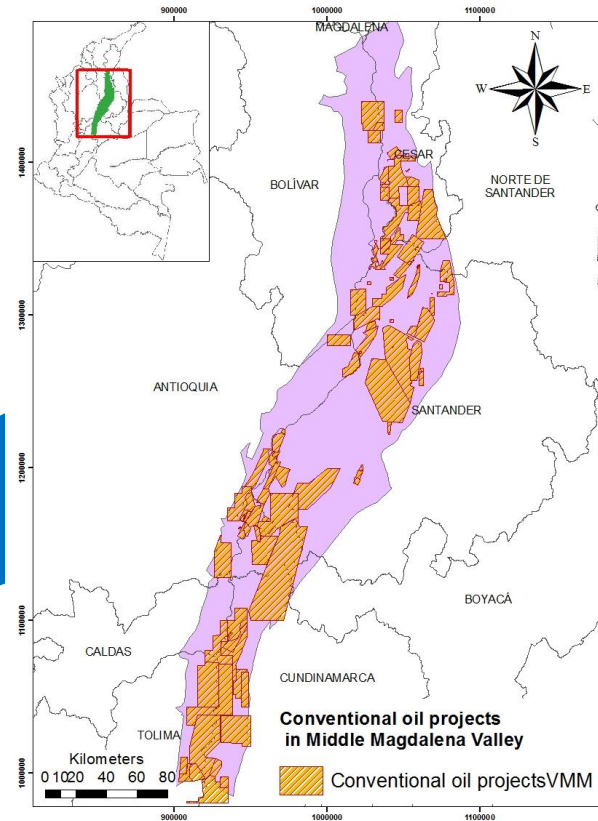 900000
1000000
1100000
MAGDALENA
N
W
E
S
CESAR
1400000
BOLÍVAR
NORTE DE
SANTANDER
1300000
ANTIOQUIA
SANTANDER
1200000
BOYACÁ
1100000
CALDAS
CUNDINAMARCA
Conventional oil projects
in Middle Magdalena Valley
TOLIMA
Kilometers
0 10 20 40 60 80
Conventional oil projectsVMM
1000000
900000
1000000
1100000